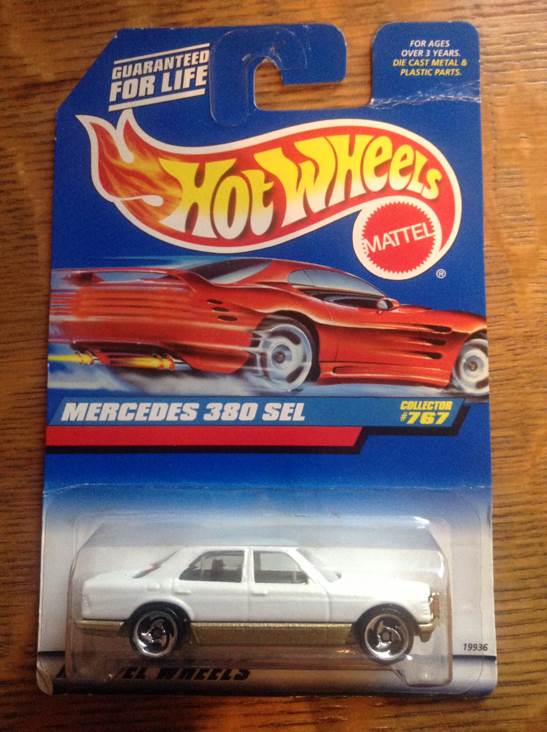 GUARANTEED
FOR LIFE
FOR AGES
OVER 3 YEARS.
DIE CAST METAL &
PLASTIC PARTS.
HOT WHEELS
MATTEL
®
MERCEDES 380 SEL
COLLECTOR
#767
19936
WHEELS